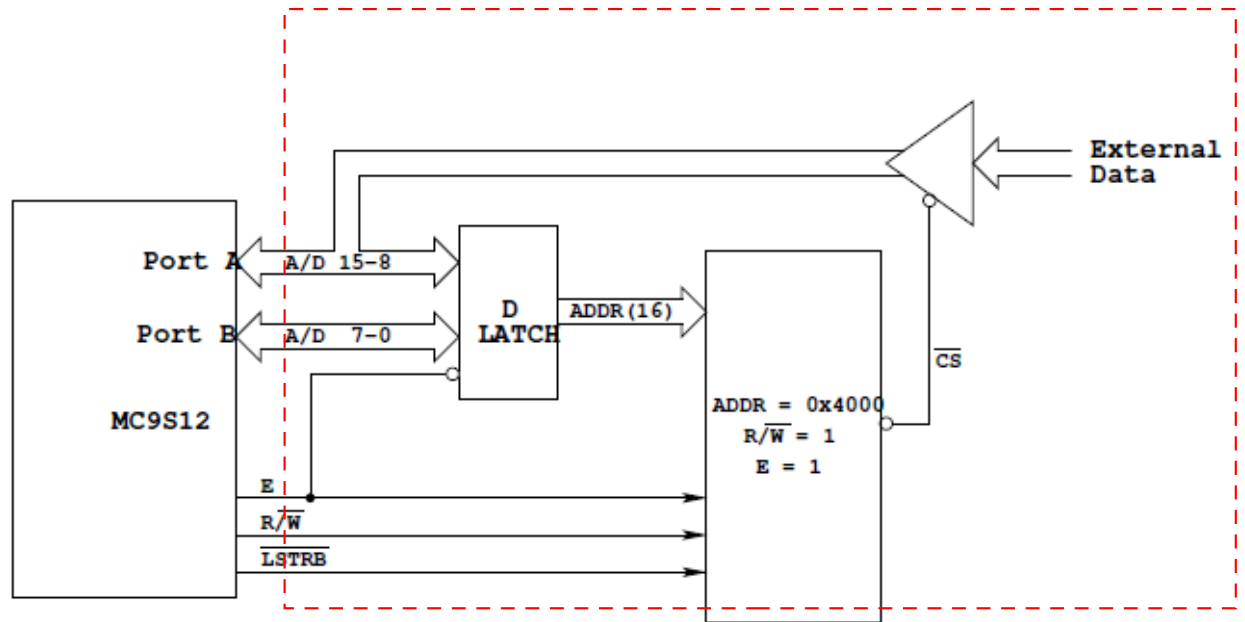 External
Data
Port A
A/D 15-8
D
LATCH
ADDR(16)
Port B
A/D 7-0
CS
MC9S12
ADDR = 0x4000
R/W = 1
E = 1
E
R/W
LSTRB